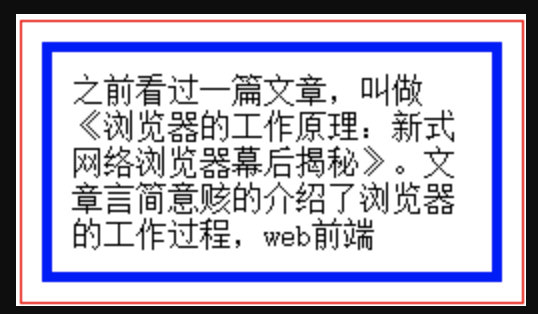 之前看过一篇文章，叫做
《浏览器的工作原理：新式
网络浏览器幕后揭秘》。文
章言简意赅的介绍了浏览器
的工作过程，web前端